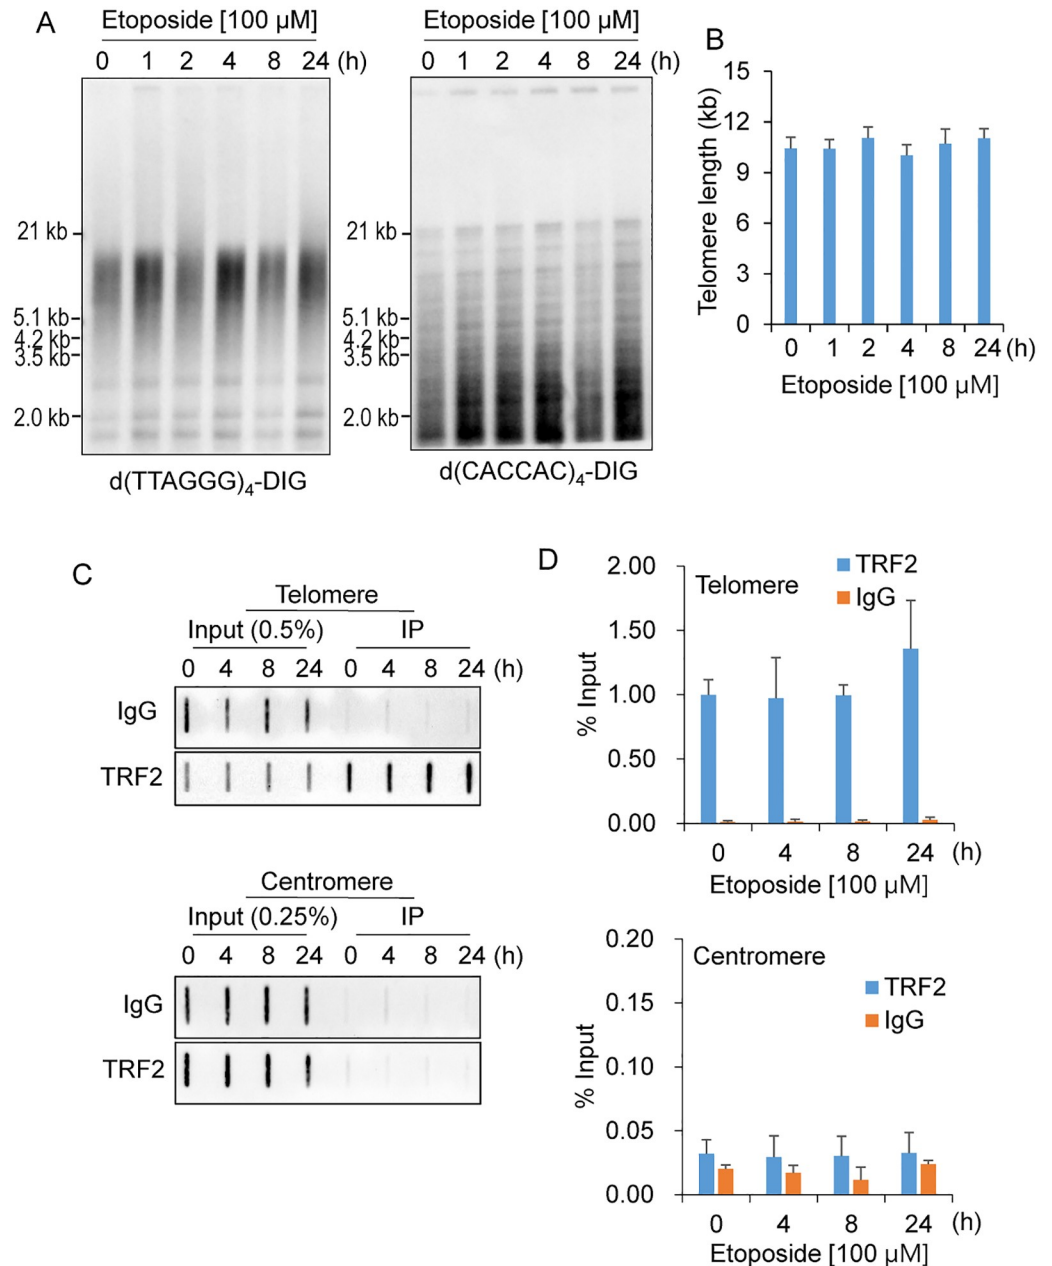 A
Etoposide [100 µM]
0 1 2 4 8 24 (h)
21 kb
5.1 kb
4.2 kb
3.5 kb
2.0 kb
d(TTAGGG)4-DIG
Etoposide [100 µM]
0 1 2 4 8 24 (h)
21 kb
5.1 kb
4.2 kb
3.5 kb
2.0 kb
d(CACCAC)4-DIG
B
Telomere length (kb)
15
12
9
6
3
0
0 1 2 4 8 24 (h)
Etoposide [100 µM]
C
Telomere
Input (0.5%) IP
0 4 8 24 0 4 8 24 (h)
IgG
TRF2
Centromere
Input (0.25%) IP
0 4 8 24 0 4 8 24 (h)
IgG
TRF2
D
Telomere
TRF2
IgG
% Input
2.00
1.50
1.00
0.50
0.00
0 4 8 24 (h)
Etoposide [100 µM]
Centromere
TRF2
IgG
% Input
0.20
0.15
0.10
0.05
0.00
0 4 8 24 (h)
Etoposide [100 µM]